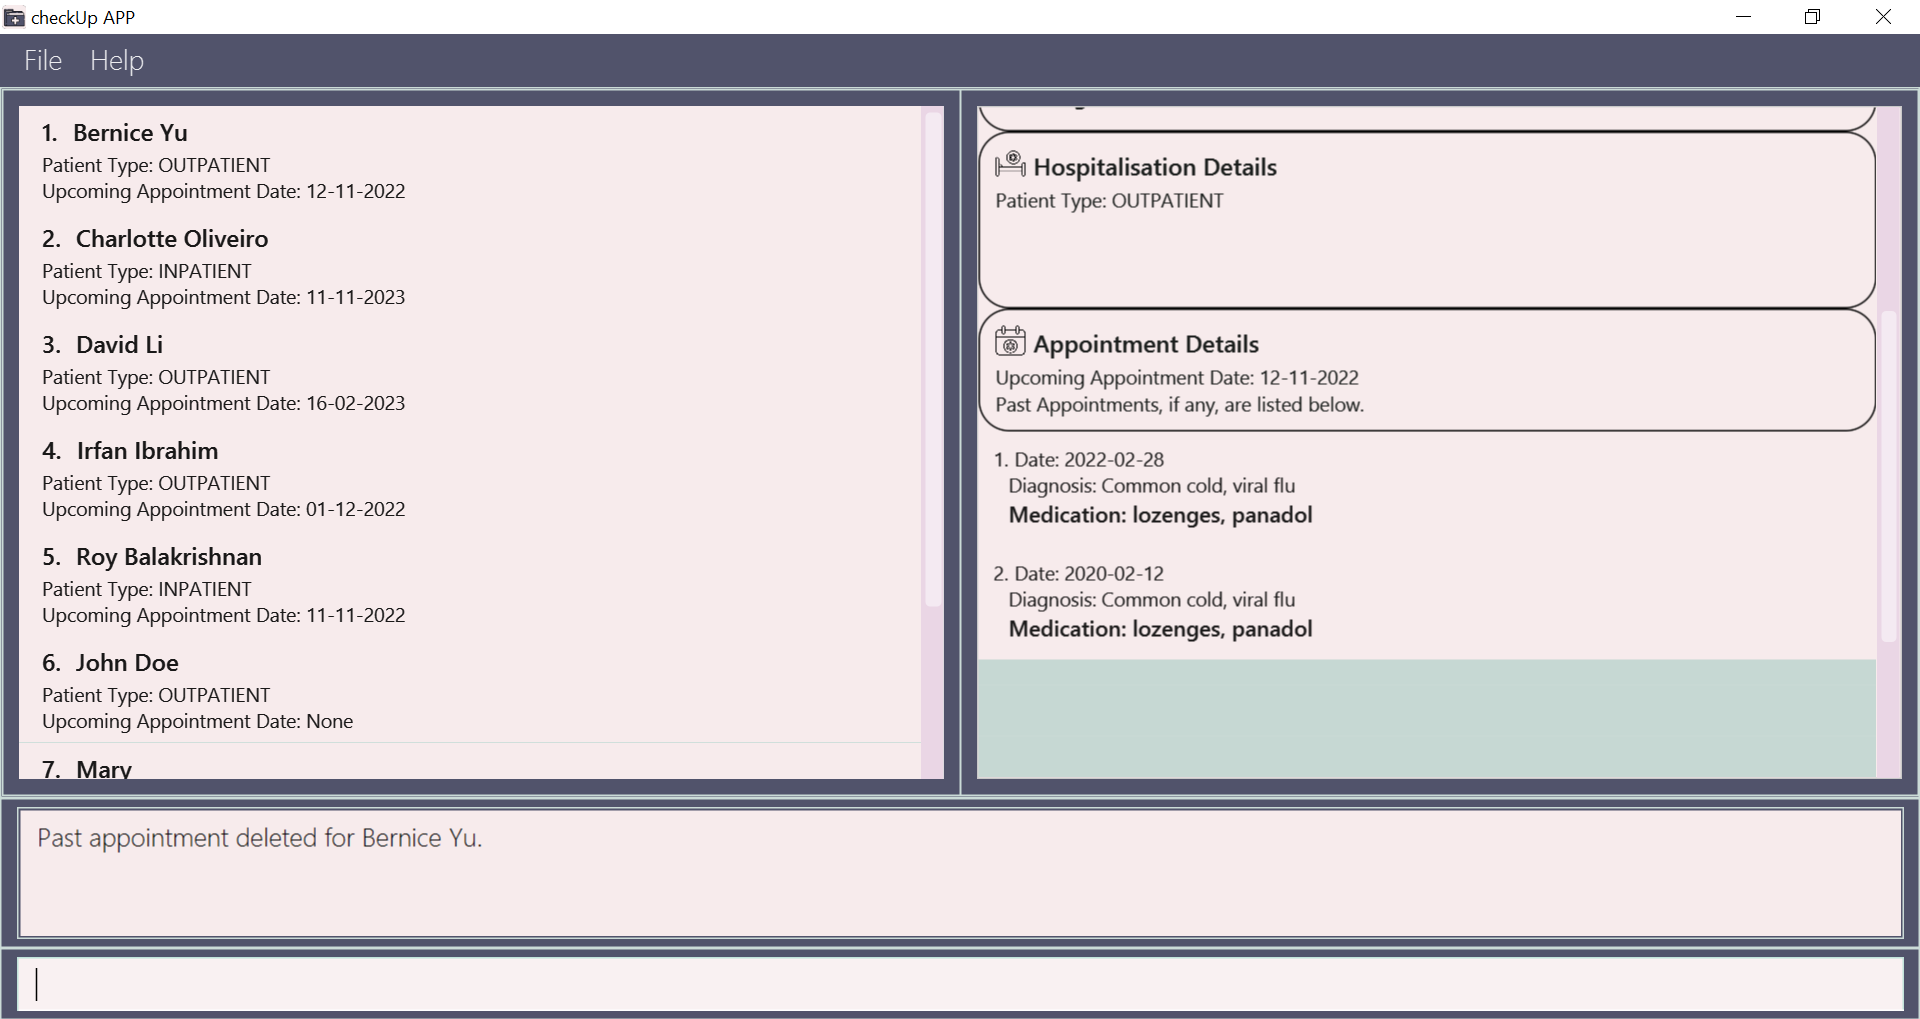 checkUp APP
File Help
1. Bernice Yu
Patient Type: OUTPATIENT
Upcoming Appointment Date: 12-11-2022
2. Charlotte Oliveiro
Patient Type: INPATIENT
Upcoming Appointment Date: 11-11-2023
3. David Li
Patient Type: OUTPATIENT
Upcoming Appointment Date: 16-02-2023
4. Irfan Ibrahim
Patient Type: OUTPATIENT
Upcoming Appointment Date: 01-12-2022
5. Roy Balakrishnan
Patient Type: INPATIENT
Upcoming Appointment Date: 11-11-2022
6. John Doe
Patient Type: OUTPATIENT
Upcoming Appointment Date: None
7. Mary
Hospitalisation Details
Patient Type: OUTPATIENT
Appointment Details
Upcoming Appointment Date: 12-11-2022
Past Appointments, if any, are listed below.
1. Date: 2022-02-28
Diagnosis: Common cold, viral flu
Medication: lozenges, panadol
2. Date: 2020-02-12
Diagnosis: Common cold, viral flu
Medication: lozenges, panadol
Past appointment deleted for Bernice Yu.